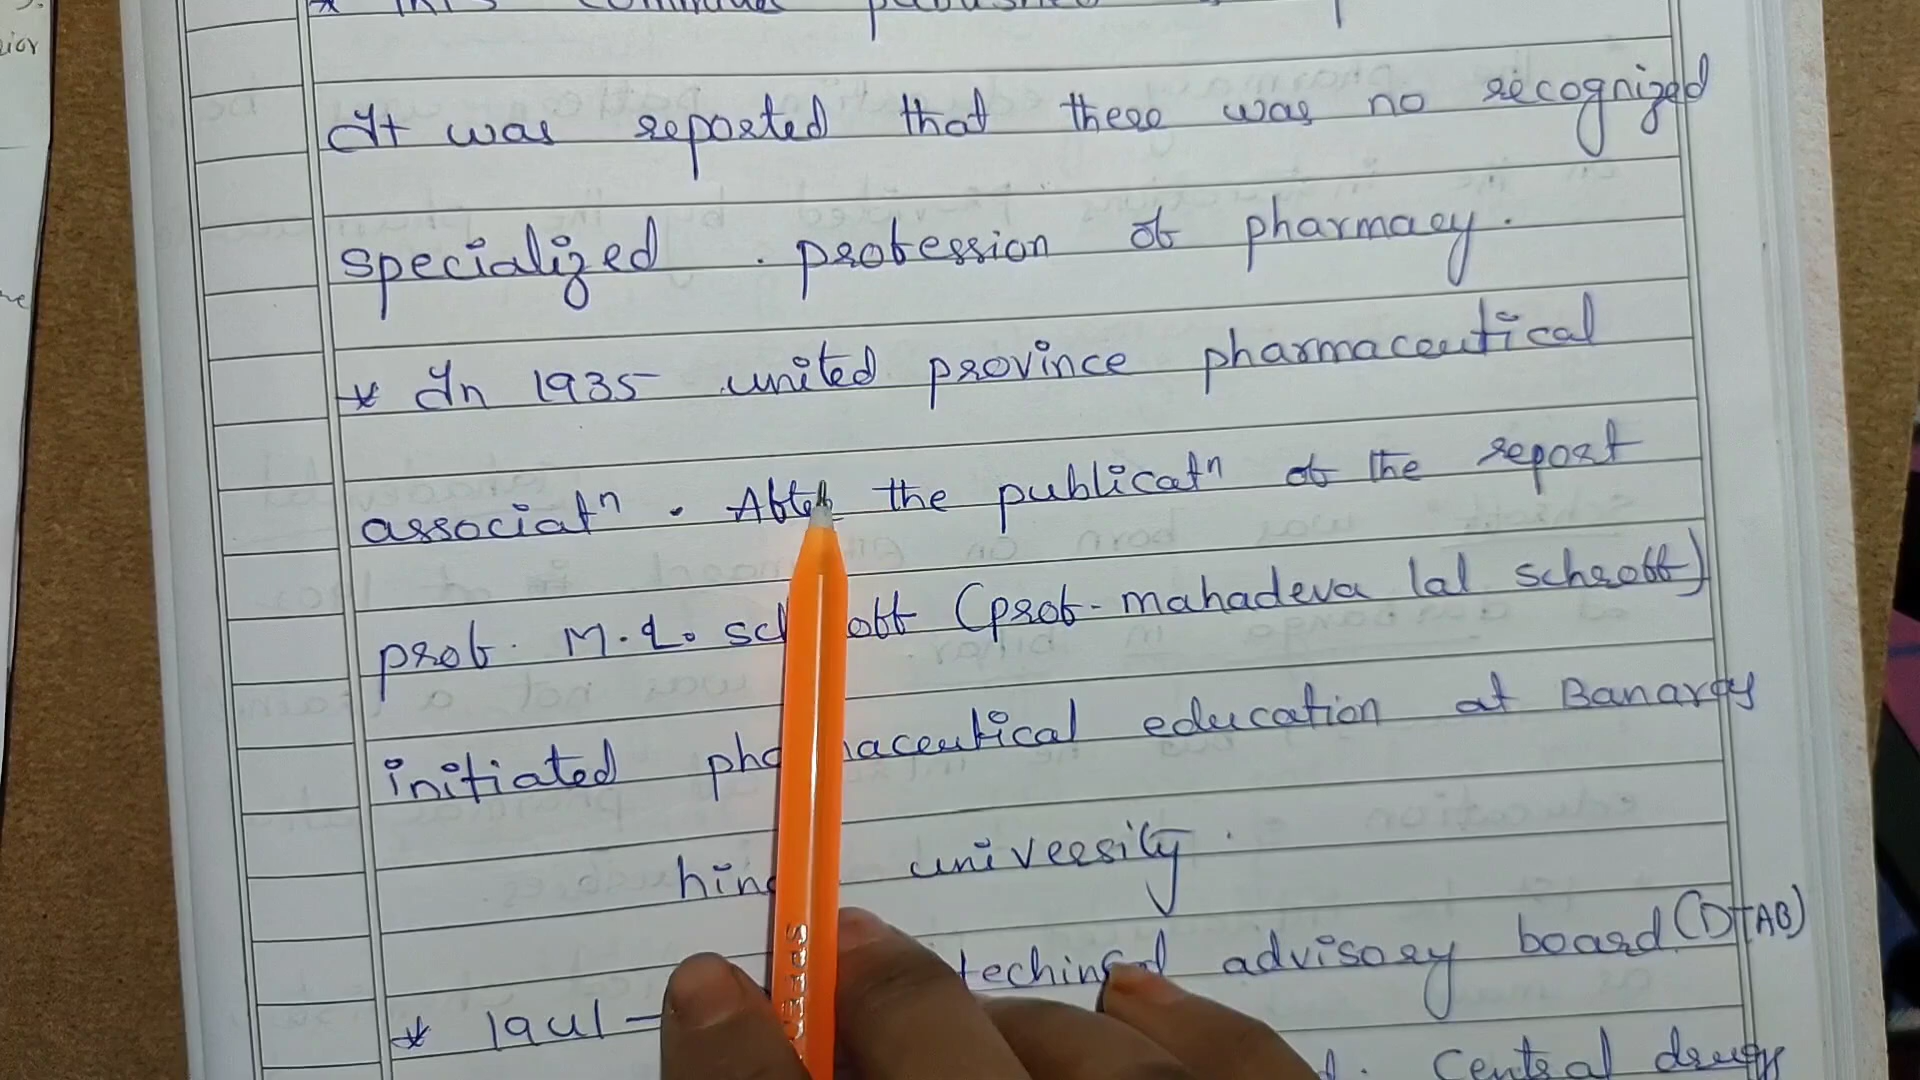 It was reported that there was no recognized
specialized . profession of pharmacy.
* In 1935 united province pharmaceutical
associatn . After the publicatn of the report
prof. M.L. schroff (prof. mahadeva lal schroff)
initiated pharmaceutical education at Banaras
hindu university.
techincal advisory board (DTAB)
* 1941 -
Central drugs